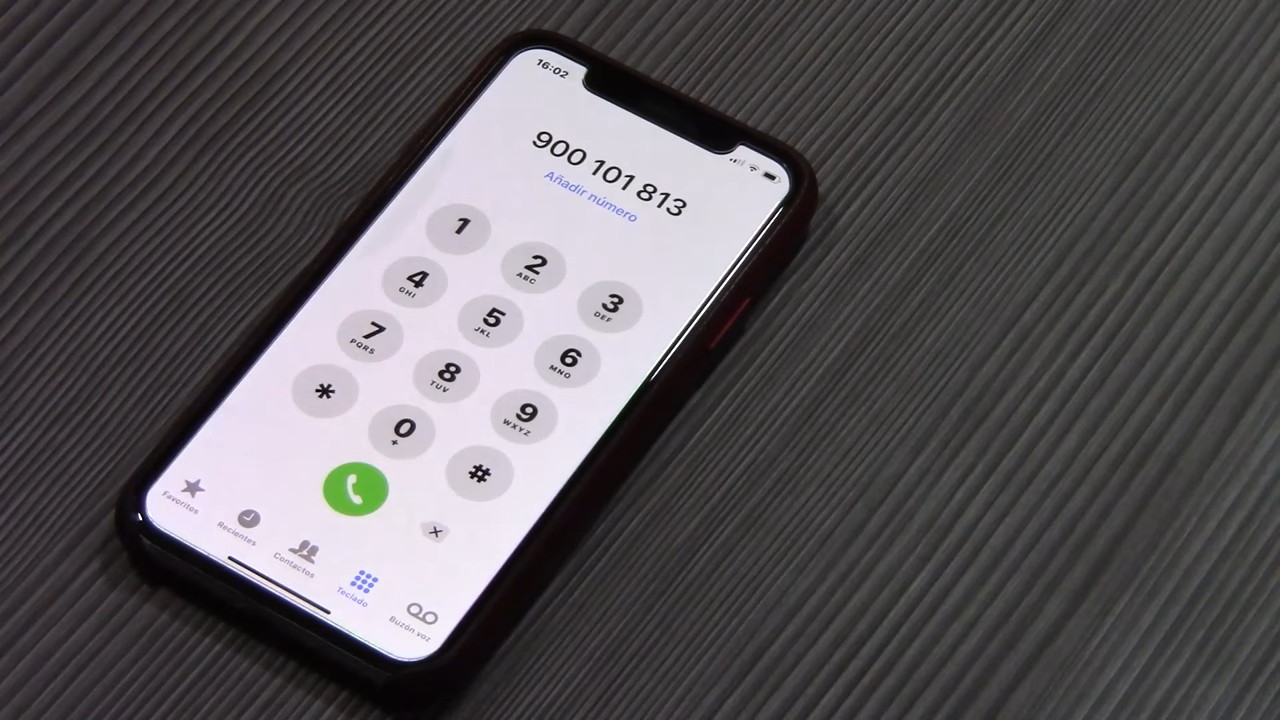 16:02
900 101 813
Añadir número
1
2 ABC
3 DEF
4 GHI
5 JKL
6 MNO
7 PQRS
8 TUV
9 WXYZ
*
0 +
#
Favoritos
Recientes
Contactos
Teclado
Buzón voz